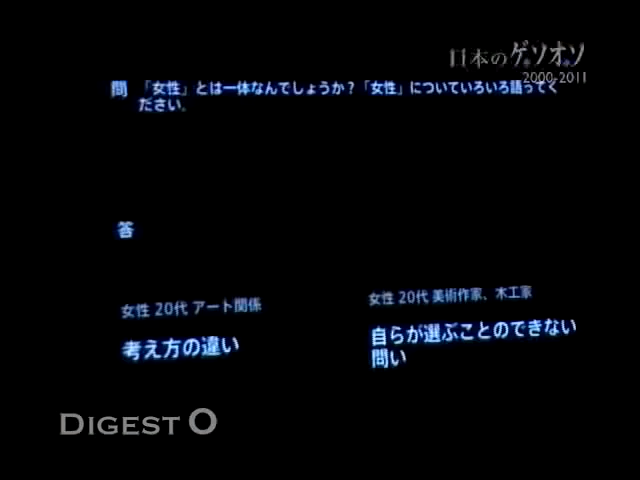 日本のゲソオソ
2000-2011
問 「女性」とは一体なんでしょうか?「女性」についていろいろ語ってく
ださい。
答
女性 20代 アート関係
考え方の違い
女性 20代 美術作家、木工家
自らが選ぶことのできない
問い
DIGEST O